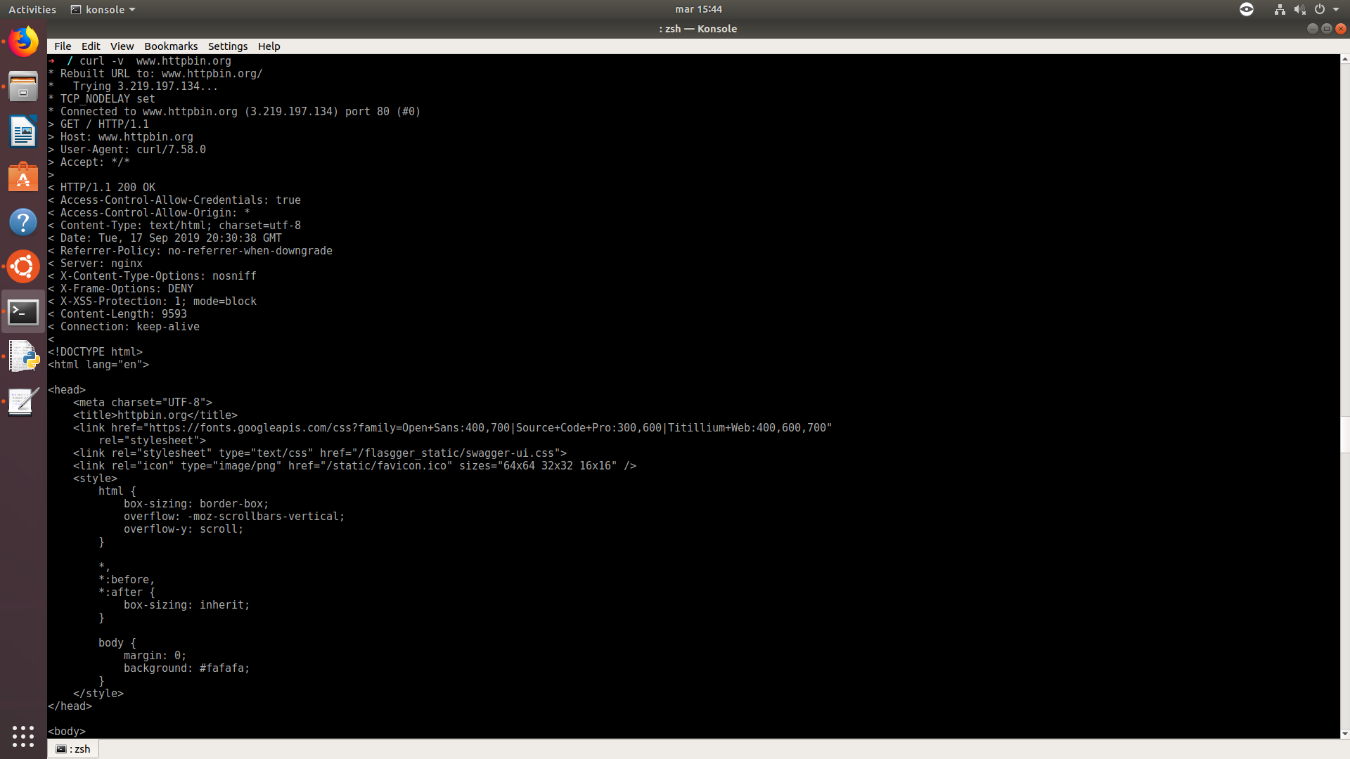 Activities konsole mar 15:44
: zsh — Konsole
File Edit View Bookmarks Settings Help
➜  / curl -v  www.httpbin.org
* Rebuilt URL to: www.httpbin.org/
*   Trying 3.219.197.134...
* TCP_NODELAY set
* Connected to www.httpbin.org (3.219.197.134) port 80 (#0)
> GET / HTTP/1.1
> Host: www.httpbin.org
> User-Agent: curl/7.58.0
> Accept: */*
>
< HTTP/1.1 200 OK
< Access-Control-Allow-Credentials: true
< Access-Control-Allow-Origin: *
< Content-Type: text/html; charset=utf-8
< Date: Tue, 17 Sep 2019 20:30:38 GMT
< Referrer-Policy: no-referrer-when-downgrade
< Server: nginx
< X-Content-Type-Options: nosniff
< X-Frame-Options: DENY
< X-XSS-Protection: 1; mode=block
< Content-Length: 9593
< Connection: keep-alive
<
<!DOCTYPE html>
<html lang="en">
<head>
    <meta charset="UTF-8">
    <title>httpbin.org</title>
    <link href="https://fonts.googleapis.com/css?family=Open+Sans:400,700|Source+Code+Pro:300,600|Titillium+Web:400,600,700"
        rel="stylesheet">
    <link rel="stylesheet" type="text/css" href="/flasgger_static/swagger-ui.css">
    <link rel="icon" type="image/png" href="/static/favicon.ico" sizes="64x64 32x32 16x16" />
    <style>
        html {
            box-sizing: border-box;
            overflow: -moz-scrollbars-vertical;
            overflow-y: scroll;
        }
        *,
        *:before,
        *:after {
            box-sizing: inherit;
        }
        body {
            margin: 0;
            background: #fafafa;
        }
    </style>
</head>
<body>
: zsh